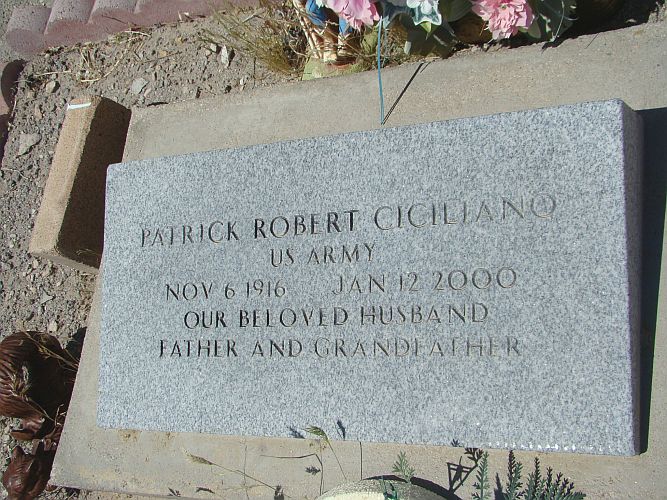 PATRICK ROBERT CICILIANO
US ARMY
NOV 6 1916 JAN 12 2000
OUR BELOVED HUSBAND
FATHER AND GRANDFATHER